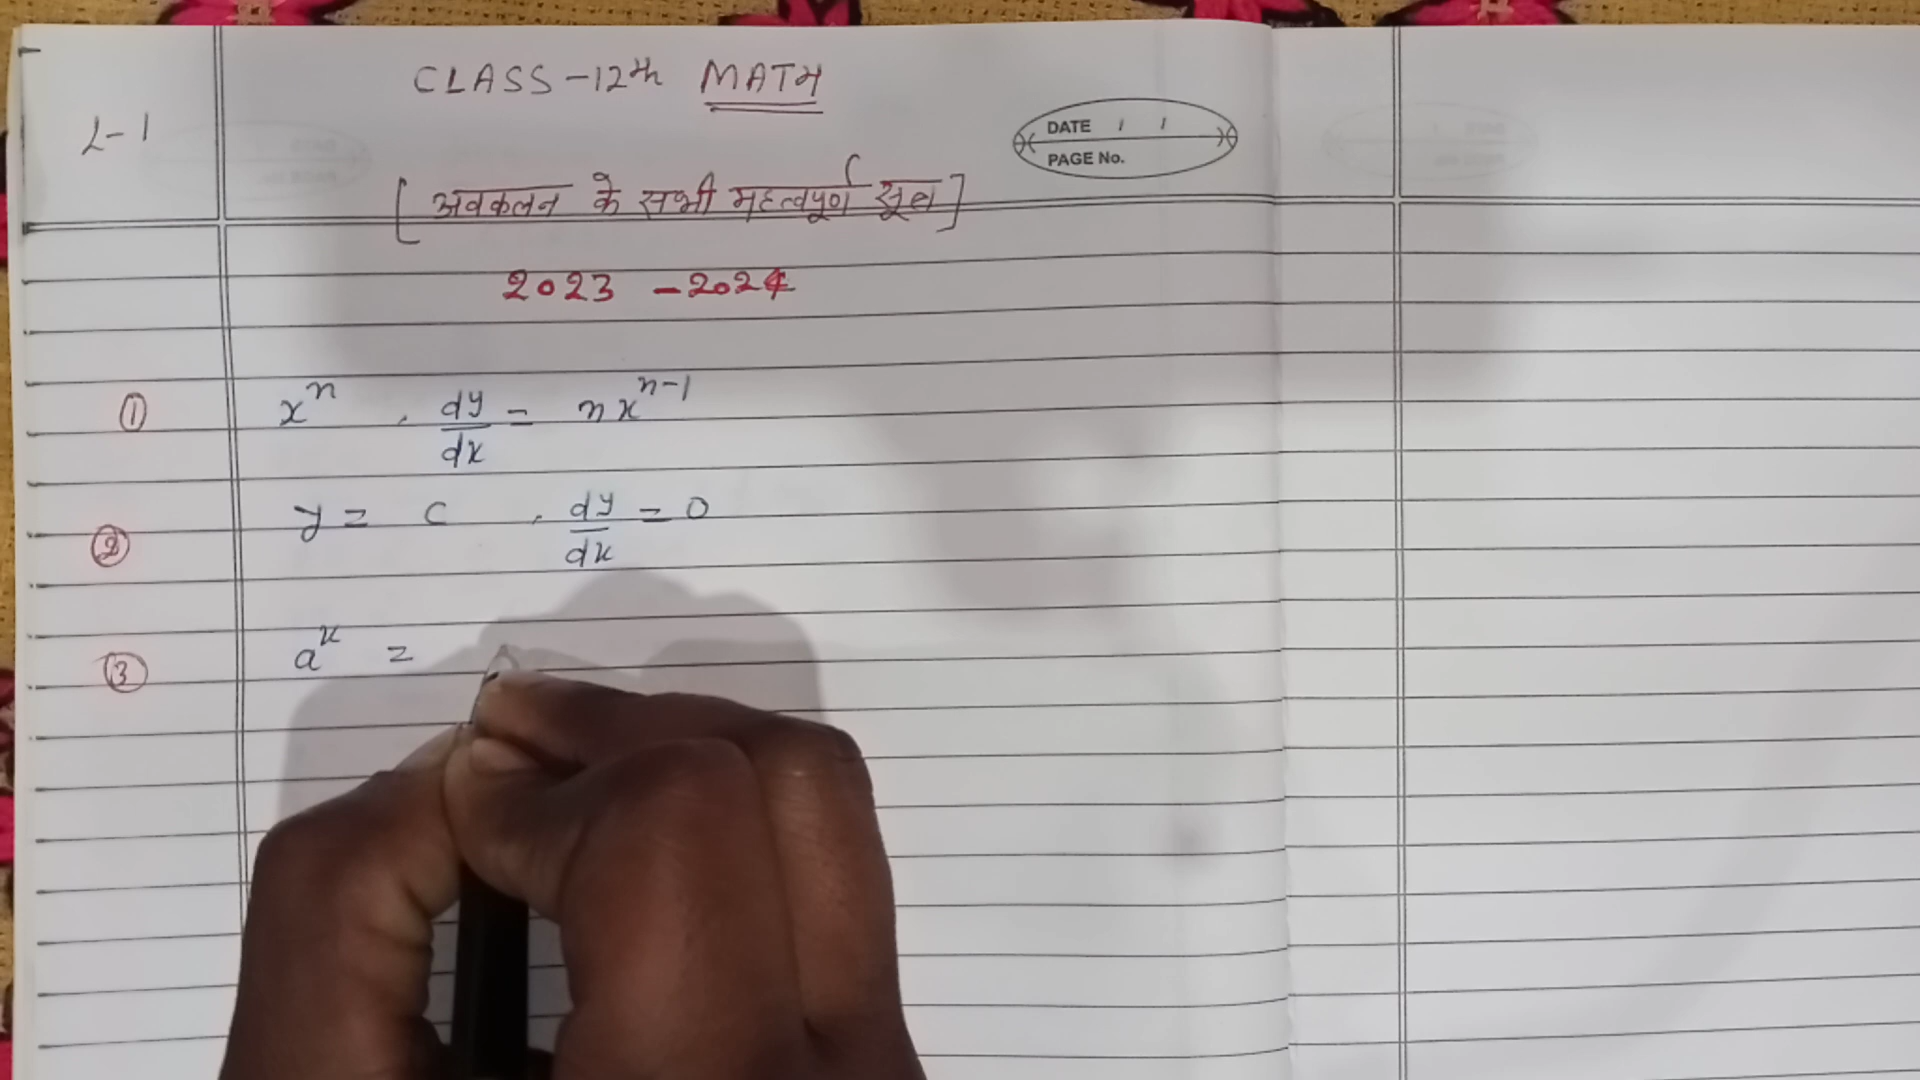 CLASS-12th MATH
L-1
DATE / /
PAGE No.
[अवकलन के सभी महत्वपूर्ण सूत्र]
2023 - 2024
① xⁿ , dy/dx = nxⁿ⁻¹
② y = c , dy/dx = 0
③ aˣ =